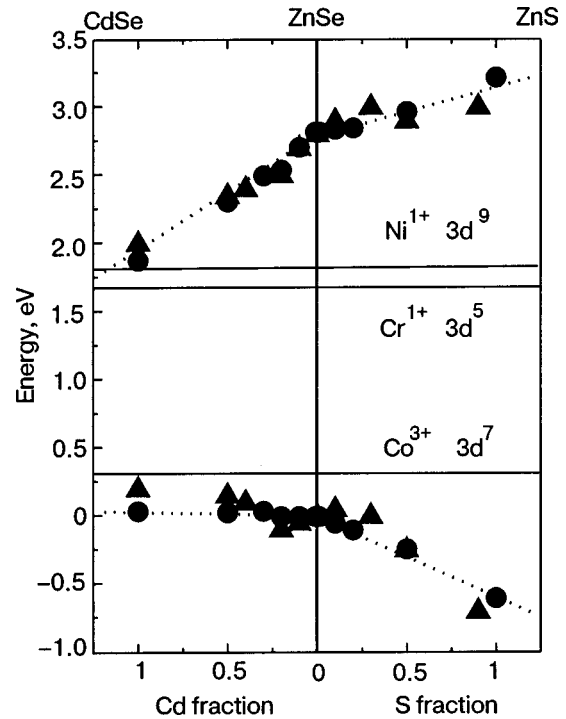 CdSe ZnSe ZnS
3.5
3.0
2.5
2.0
1.5
1.0
0.5
0
−0.5
−1.0
Energy, eV
Ni¹⁺ 3d⁹
Cr¹⁺ 3d⁵
Co³⁺ 3d⁷
1 0.5 0 0.5 1
Cd fraction S fraction